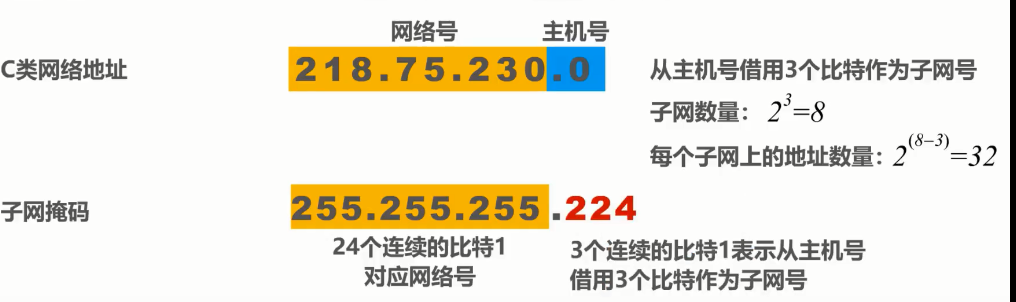 网络号 主机号
C类网络地址 218.75.230.0 从主机号借用3个比特作为子网号
子网数量： 2^3=8
每个子网上的地址数量：2^(8-3)=32
子网掩码 255.255.255.224
24个连续的比特1 3个连续的比特1表示从主机号
对应网络号 借用3个比特作为子网号